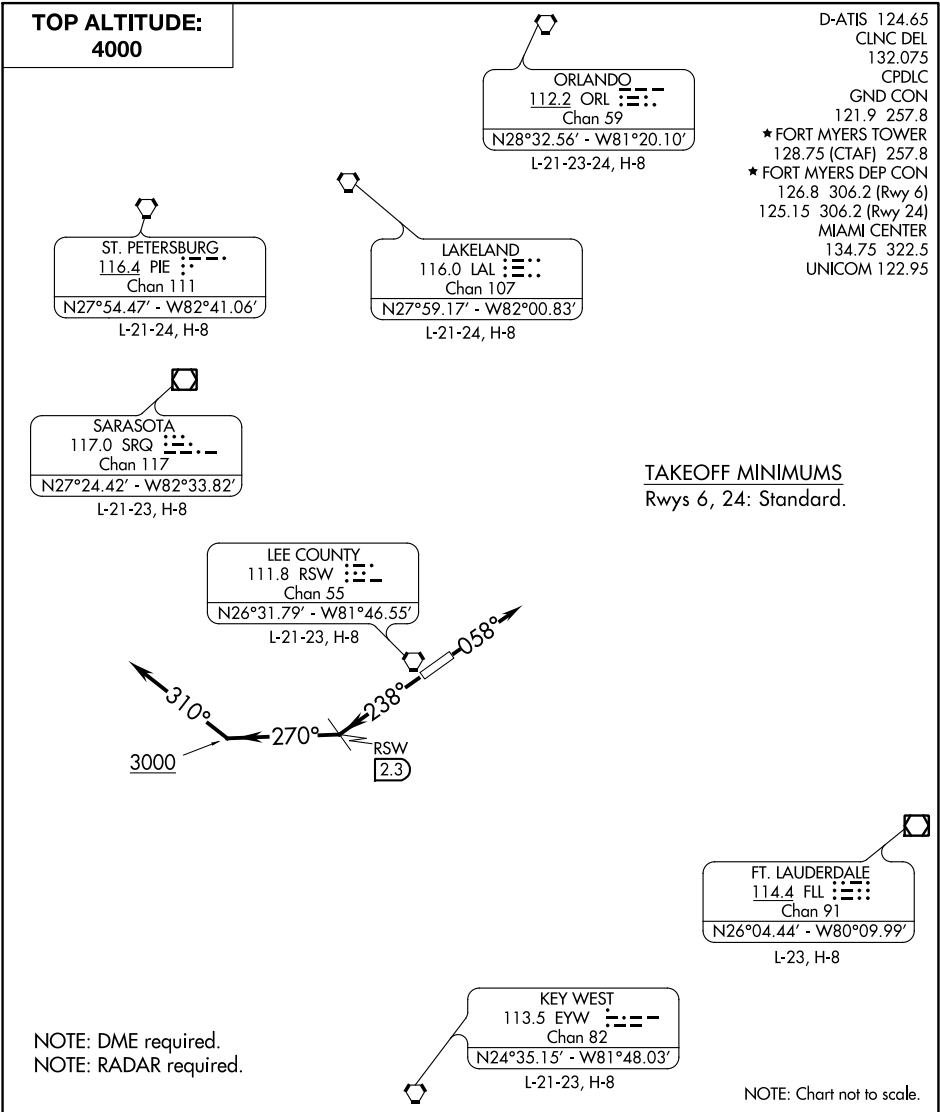 TOP ALTITUDE:
4000
D-ATIS 124.65
CLNC DEL
132.075
CPDLC
GND CON
121.9 257.8
★ FORT MYERS TOWER
128.75 (CTAF) 257.8
★ FORT MYERS DEP CON
126.8 306.2 (Rwy 6)
125.15 306.2 (Rwy 24)
MIAMI CENTER
134.75 322.5
UNICOM 122.95
ORLANDO
112.2 ORL
Chan 59
N28°32.56′ - W81°20.10′
L-21-23-24, H-8
ST. PETERSBURG
116.4 PIE
Chan 111
N27°54.47′ - W82°41.06′
L-21-24, H-8
LAKELAND
116.0 LAL
Chan 107
N27°59.17′ - W82°00.83′
L-21-24, H-8
SARASOTA
117.0 SRQ
Chan 117
N27°24.42′ - W82°33.82′
L-21-23, H-8
TAKEOFF MINIMUMS
Rwys 6, 24: Standard.
LEE COUNTY
111.8 RSW
Chan 55
N26°31.79′ - W81°46.55′
L-21-23, H-8
058°
238°
270°
310°
3000
RSW
2.3
FT. LAUDERDALE
114.4 FLL
Chan 91
N26°04.44′ - W80°09.99′
L-23, H-8
KEY WEST
113.5 EYW
Chan 82
N24°35.15′ - W81°48.03′
L-21-23, H-8
NOTE: DME required.
NOTE: RADAR required.
NOTE: Chart not to scale.